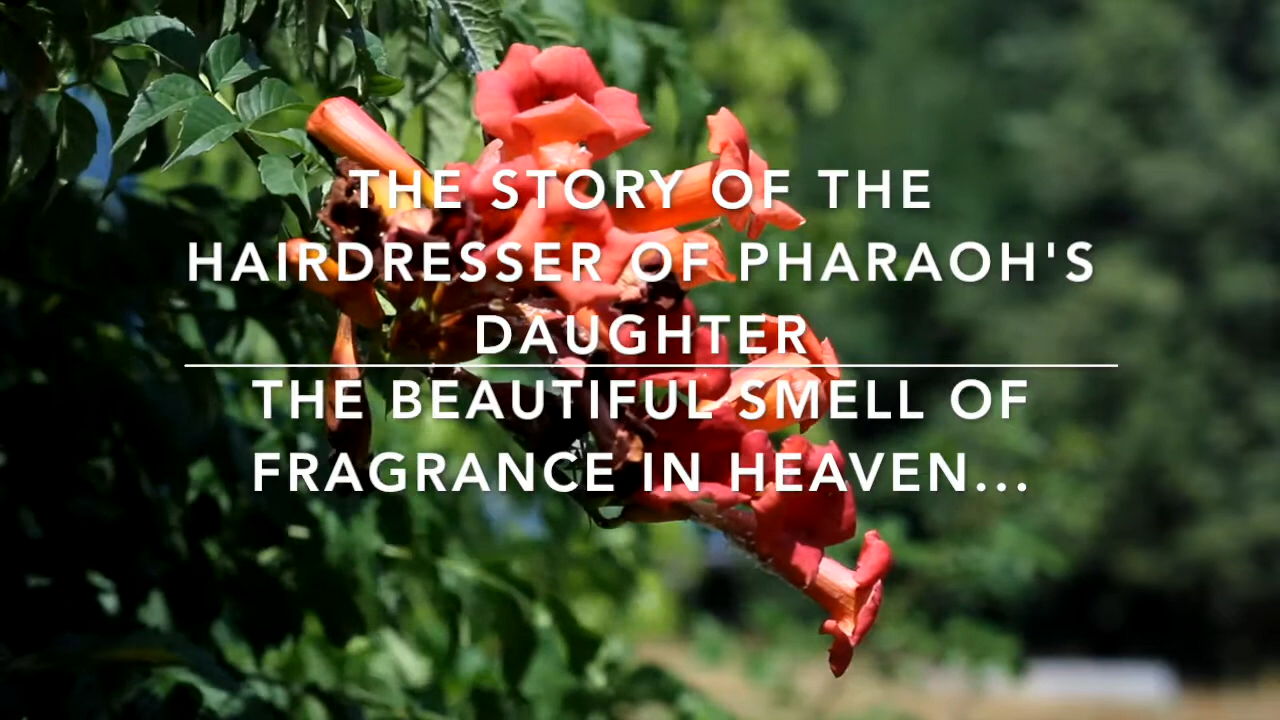 THE STORY OF THE
HAIRDRESSER OF PHARAOH'S
DAUGHTER
THE BEAUTIFUL SMELL OF
FRAGRANCE IN HEAVEN...